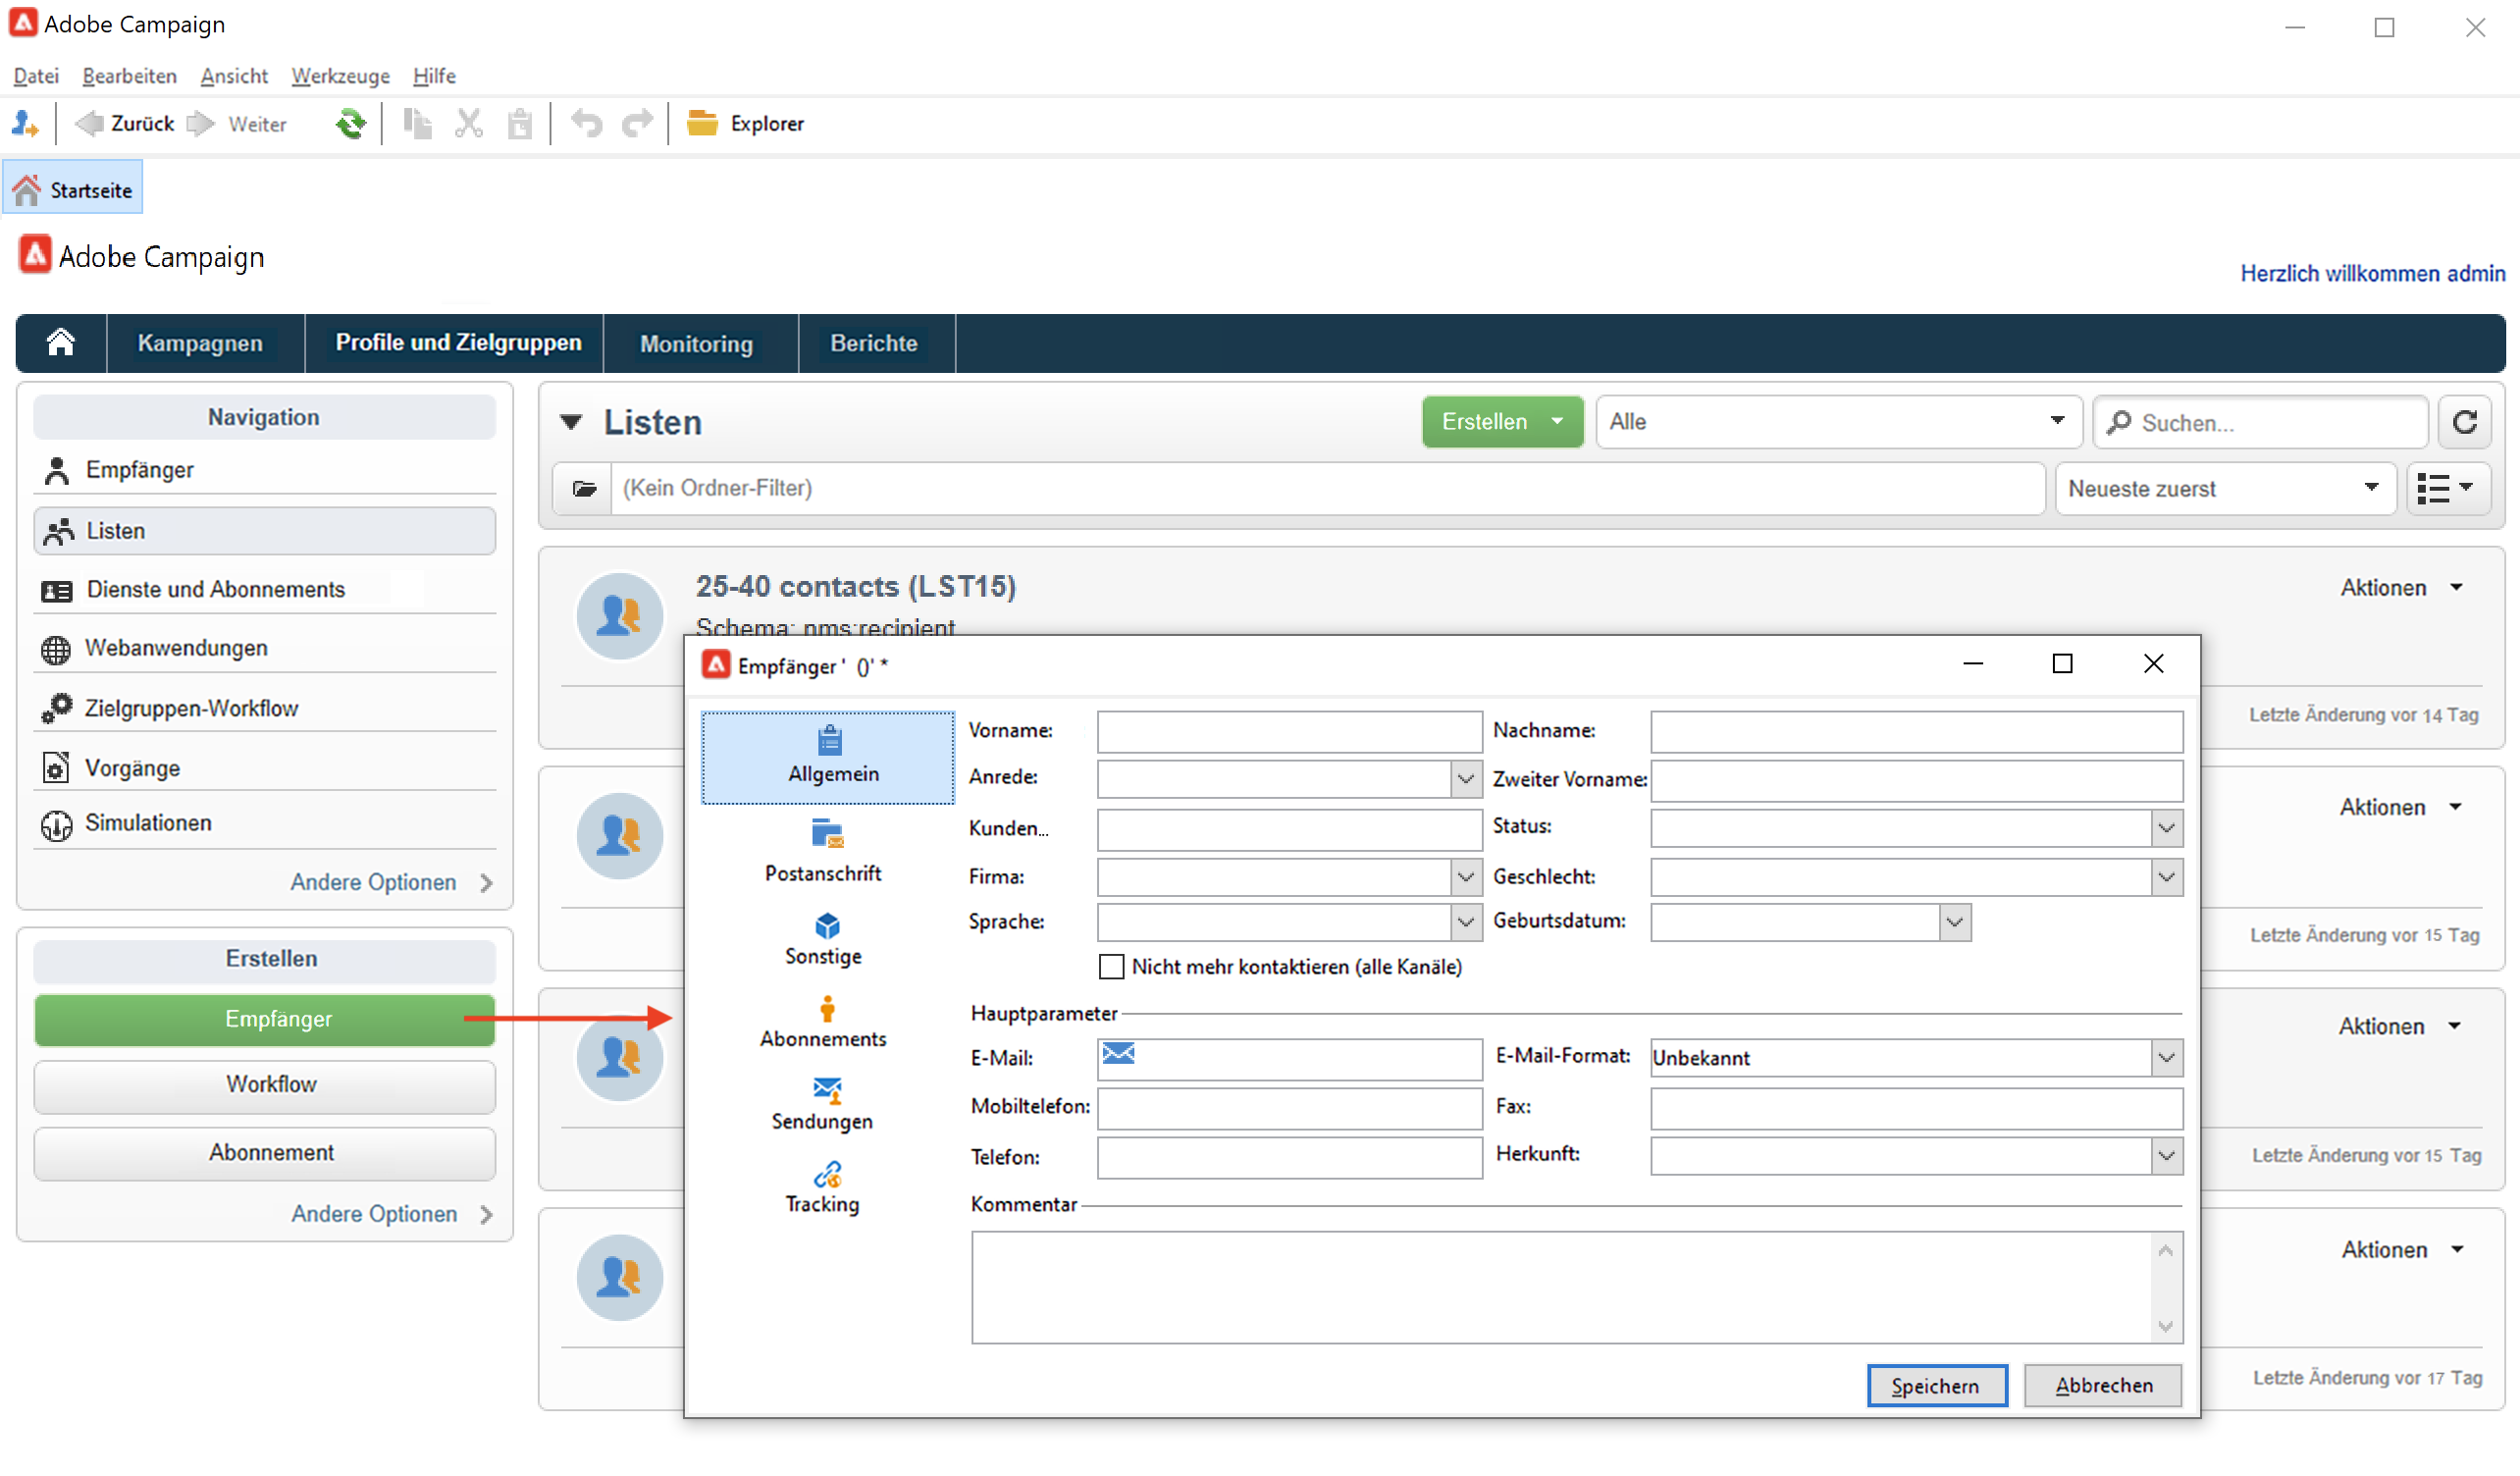 Adobe Campaign
Datei Bearbeiten Ansicht Werkzeuge Hilfe
Zurück Weiter Explorer
Startseite
Adobe Campaign
Herzlich willkommen admin
Kampagnen Profile und Zielgruppen Monitoring Berichte
Navigation
Empfänger
Listen
Dienste und Abonnements
Webanwendungen
Zielgruppen-Workflow
Vorgänge
Simulationen
Andere Optionen
Erstellen
Empfänger
Workflow
Abonnement
Andere Optionen
Listen Erstellen Alle Suchen...
(Kein Ordner-Filter) Neueste zuerst
25-40 contacts (LST15) Aktionen
Schema: nms:recipient
Letzte Änderung vor 14 Tag
Aktionen
Letzte Änderung vor 15 Tag
Aktionen
Letzte Änderung vor 15 Tag
Aktionen
Letzte Änderung vor 17 Tag
Empfänger ' ()' *
Allgemein
Postanschrift
Sonstige
Abonnements
Sendungen
Tracking
Vorname: Nachname:
Anrede: Zweiter Vorname:
Kunden... Status:
Firma: Geschlecht:
Sprache: Geburtsdatum:
Nicht mehr kontaktieren (alle Kanäle)
Hauptparameter
E-Mail: E-Mail-Format: Unbekannt
Mobiltelefon: Fax:
Telefon: Herkunft:
Kommentar
Speichern Abbrechen